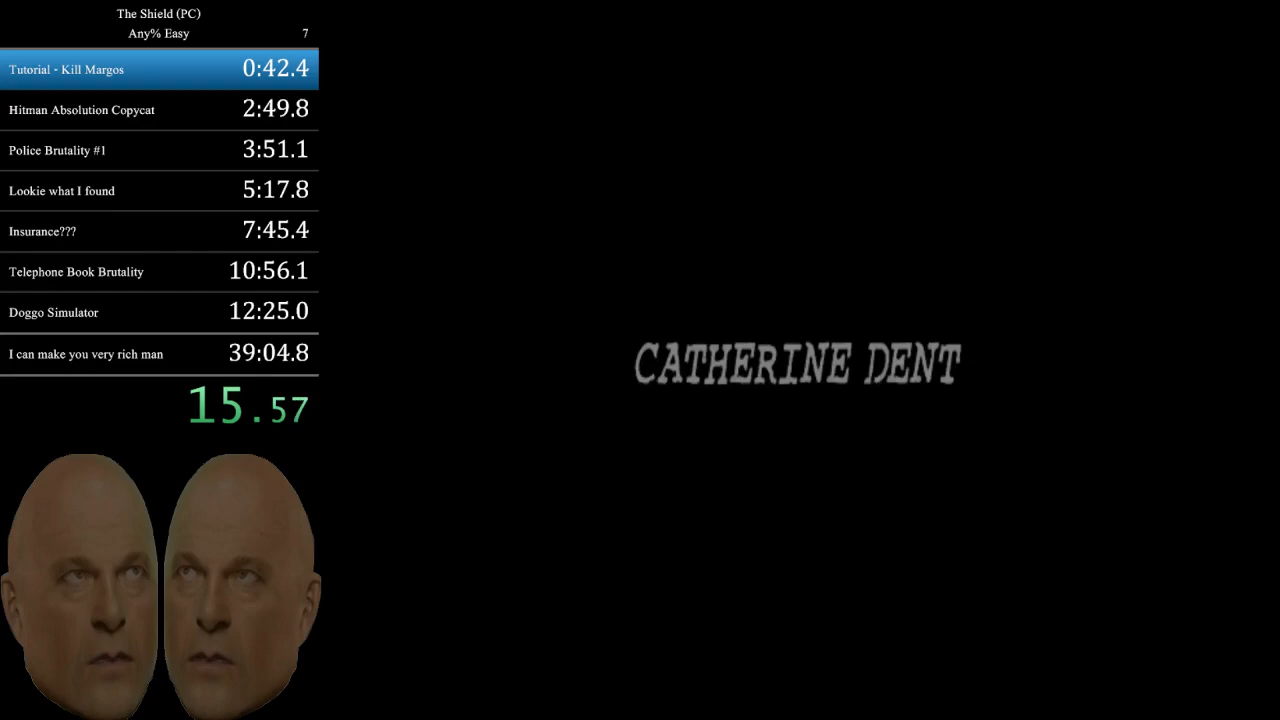 The Shield (PC)
Any% Easy 7
Tutorial - Kill Margos 0:42.4
Hitman Absolution Copycat 2:49.8
Police Brutality #1 3:51.1
Lookie what I found 5:17.8
Insurance??? 7:45.4
Telephone Book Brutality 10:56.1
Doggo Simulator 12:25.0
I can make you very rich man 39:04.8
15.57
CATHERINE DENT